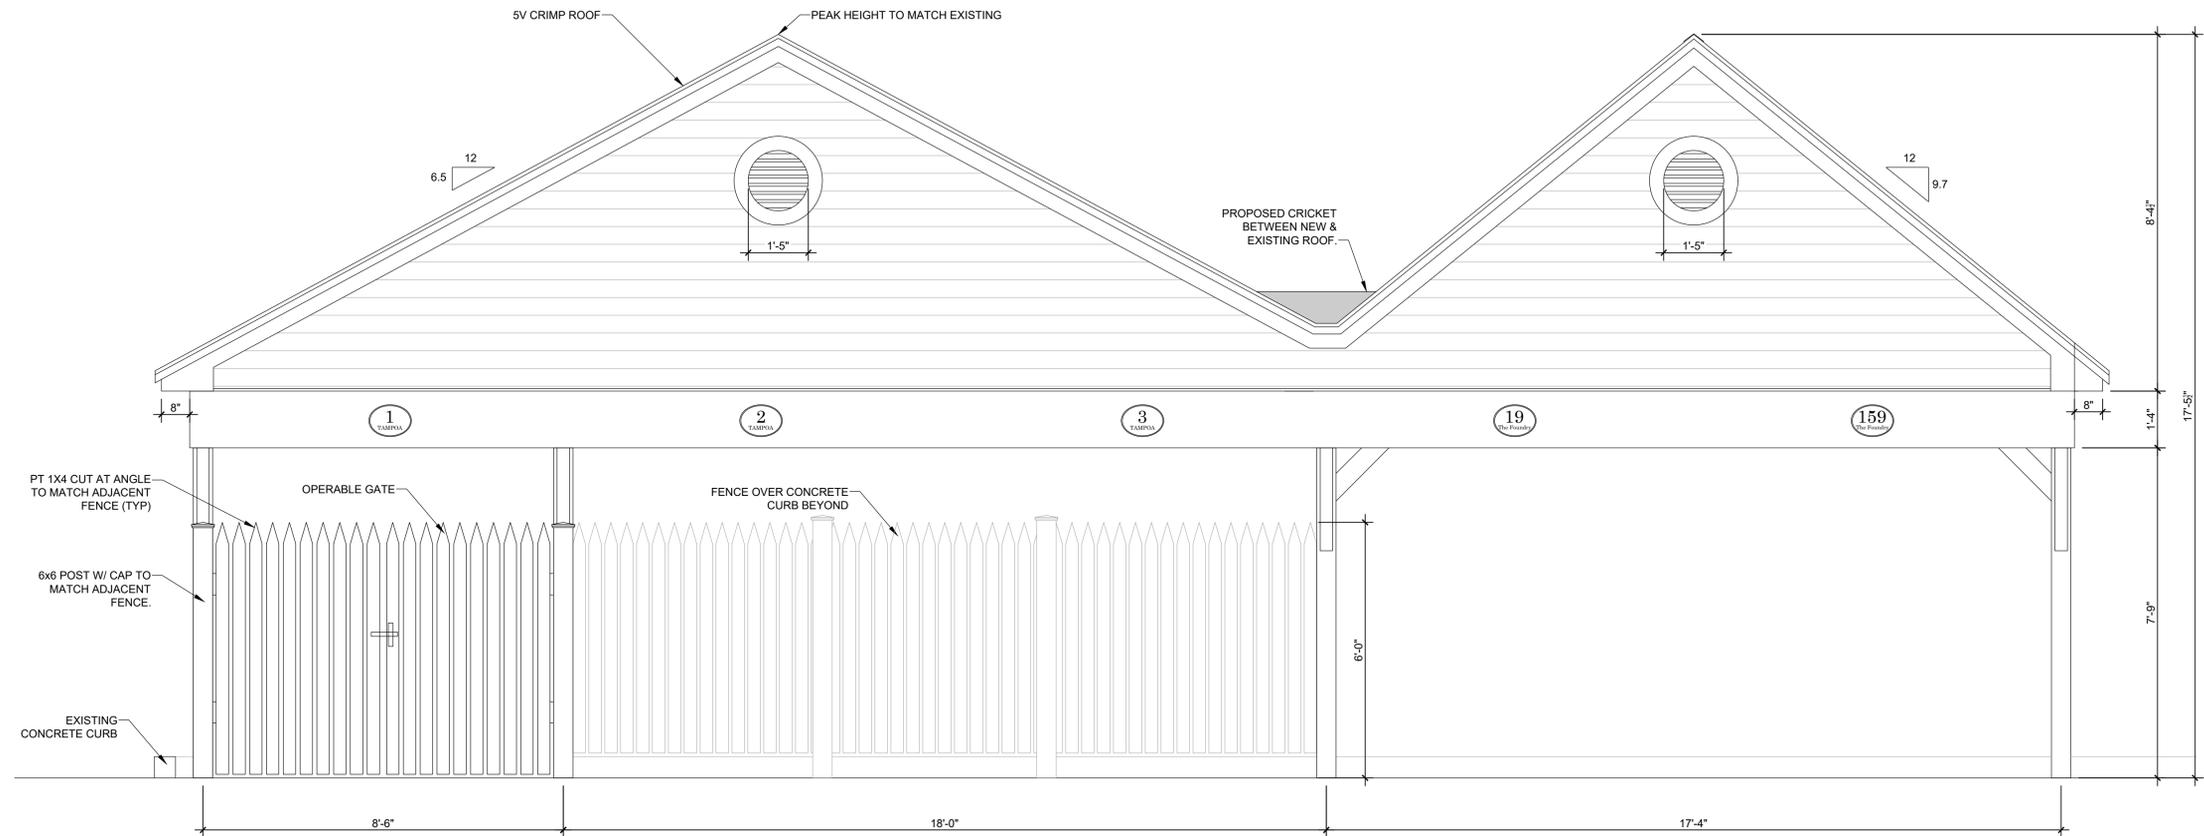 5V CRIMP ROOF
PEAK HEIGHT TO MATCH EXISTING
12
6.5
12
9.7
PROPOSED CRICKET
BETWEEN NEW &
EXISTING ROOF.
1'-5"
1'-5"
8'-4½"
17'-5½"
8"
1
TAMPOA
2
TAMPOA
3
TAMPOA
19
The Foundry
159
The Foundry
8"
1'-4"
PT 1X4 CUT AT ANGLE
TO MATCH ADJACENT
FENCE (TYP)
OPERABLE GATE
FENCE OVER CONCRETE
CURB BEYOND
6x6 POST W/ CAP TO
MATCH ADJACENT
FENCE.
6'-0"
7'-9"
EXISTING
CONCRETE CURB
8'-6"
18'-0"
17'-4"